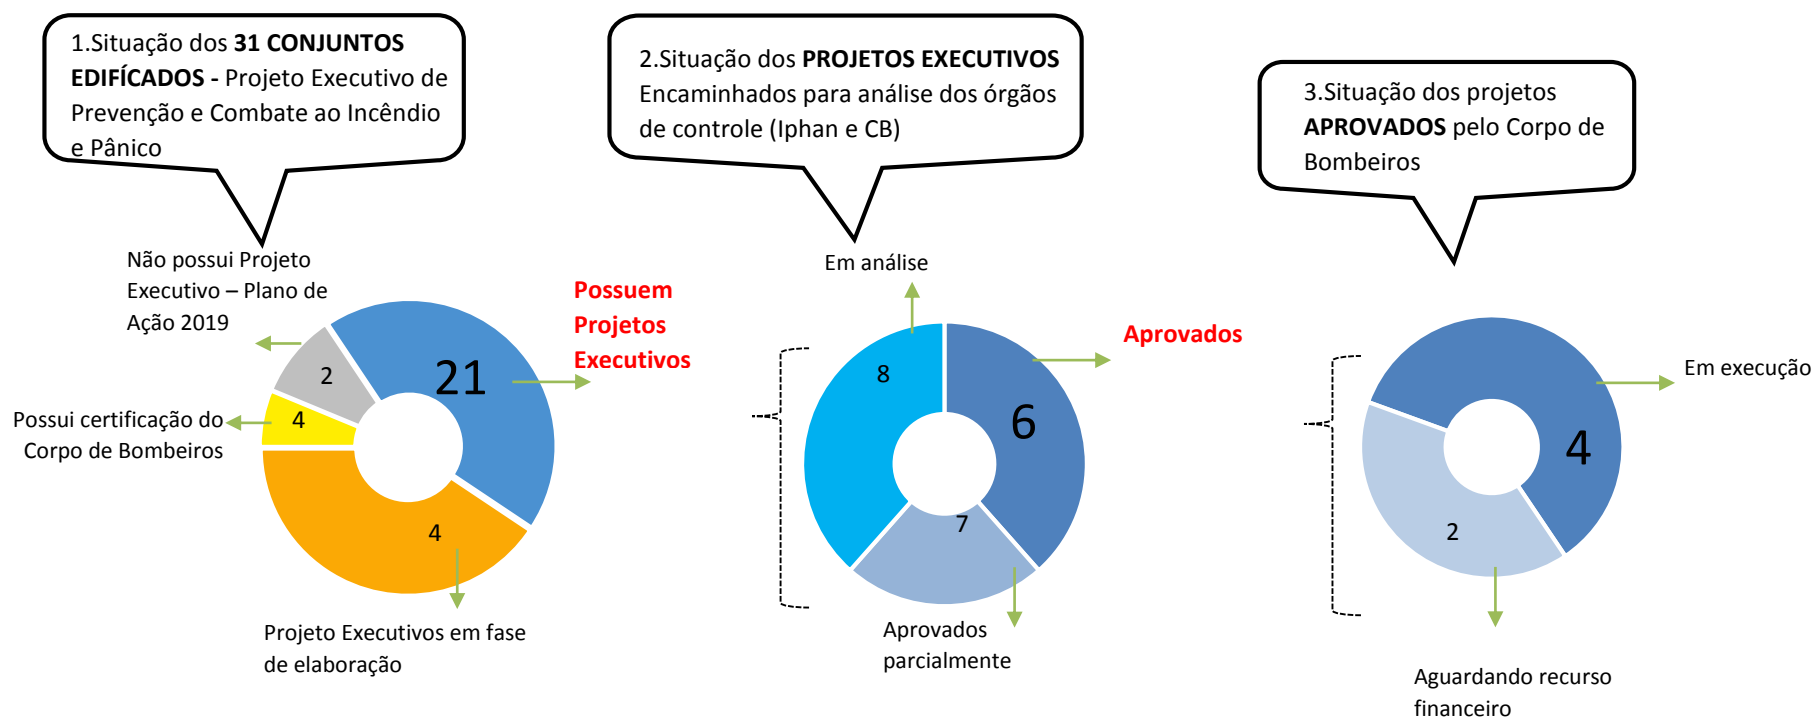 1.Situação dos 31 CONJUNTOS
EDIFÍCADOS - Projeto Executivo de
Prevenção e Combate ao Incêndio
e Pânico
Não possui Projeto
Executivo – Plano de
Ação 2019
Possuem
Projetos
Executivos
21
2
4
Possui certificação do
Corpo de Bombeiros
4
Projeto Executivos em fase
de elaboração
2.Situação dos PROJETOS EXECUTIVOS
Encaminhados para análise dos órgãos
de controle (Iphan e CB)
Em análise
Aprovados
8
6
7
Aprovados
parcialmente
3.Situação dos projetos
APROVADOS pelo Corpo de
Bombeiros
Em execução
4
2
Aguardando recurso
financeiro